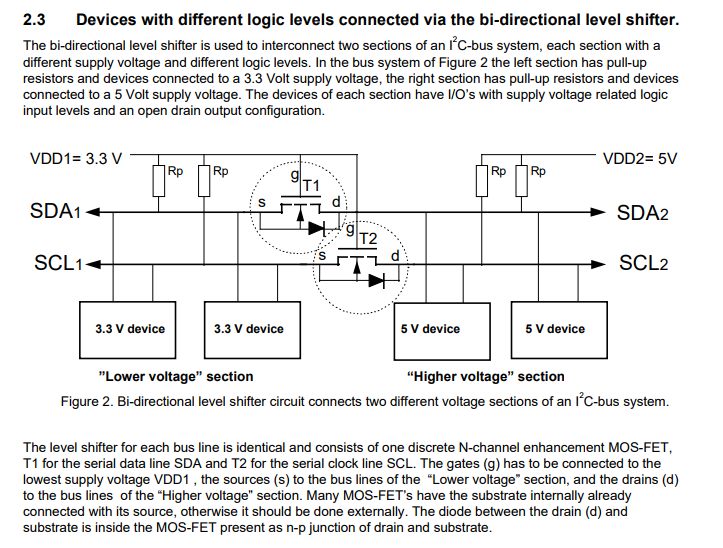 2.3 Devices with different logic levels connected via the bi-directional level shifter.
The bi-directional level shifter is used to interconnect two sections of an I²C-bus system, each section with a
different supply voltage and different logic levels. In the bus system of Figure 2 the left section has pull-up
resistors and devices connected to a 3.3 Volt supply voltage, the right section has pull-up resistors and devices
connected to a 5 Volt supply voltage. The devices of each section have I/O's with supply voltage related logic
input levels and an open drain output configuration.
VDD1= 3.3 V
Rp
Rp
g
T1
s
d
Rp
Rp
VDD2= 5V
SDA1
SDA2
g
T2
s
d
SCL1
SCL2
3.3 V device
3.3 V device
5 V device
5 V device
"Lower voltage” section
“Higher voltage” section
Figure 2. Bi-directional level shifter circuit connects two different voltage sections of an I²C-bus system.
The level shifter for each bus line is identical and consists of one discrete N-channel enhancement MOS-FET,
T1 for the serial data line SDA and T2 for the serial clock line SCL. The gates (g) has to be connected to the
lowest supply voltage VDD1 , the sources (s) to the bus lines of the “Lower voltage” section, and the drains (d)
to the bus lines of the “Higher voltage” section. Many MOS-FET's have the substrate internally already
connected with its source, otherwise it should be done externally. The diode between the drain (d) and
substrate is inside the MOS-FET present as n-p junction of drain and substrate.